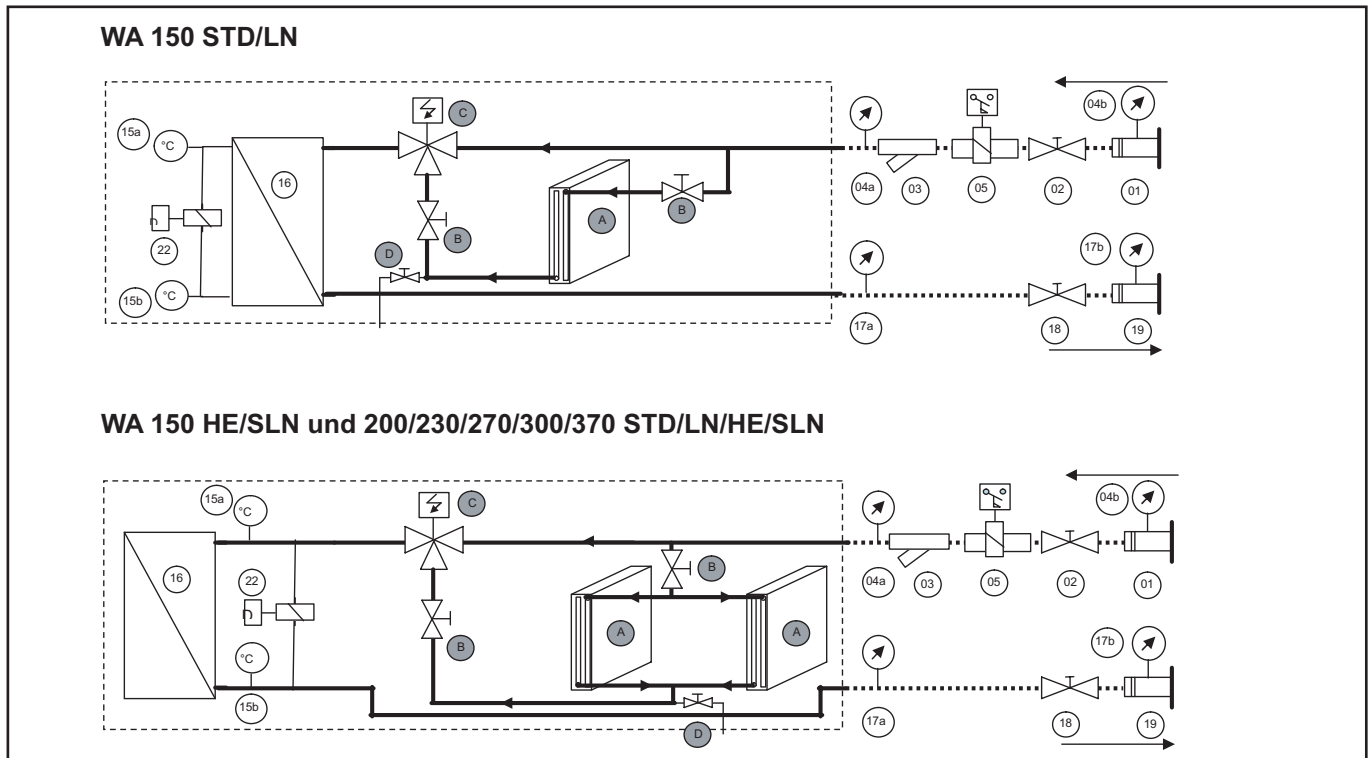 WA 150 STD/LN
04b
15a
°C
C
16
04a
03
05
02
01
A
B
B
22
D
17b
15b
°C
17a
18
19
WA 150 HE/SLN und 200/230/270/300/370 STD/LN/HE/SLN
15a
°C
C
04b
16
22
B
04a
03
05
02
01
A
A
B
°C
17b
15b
D
17a
18
19